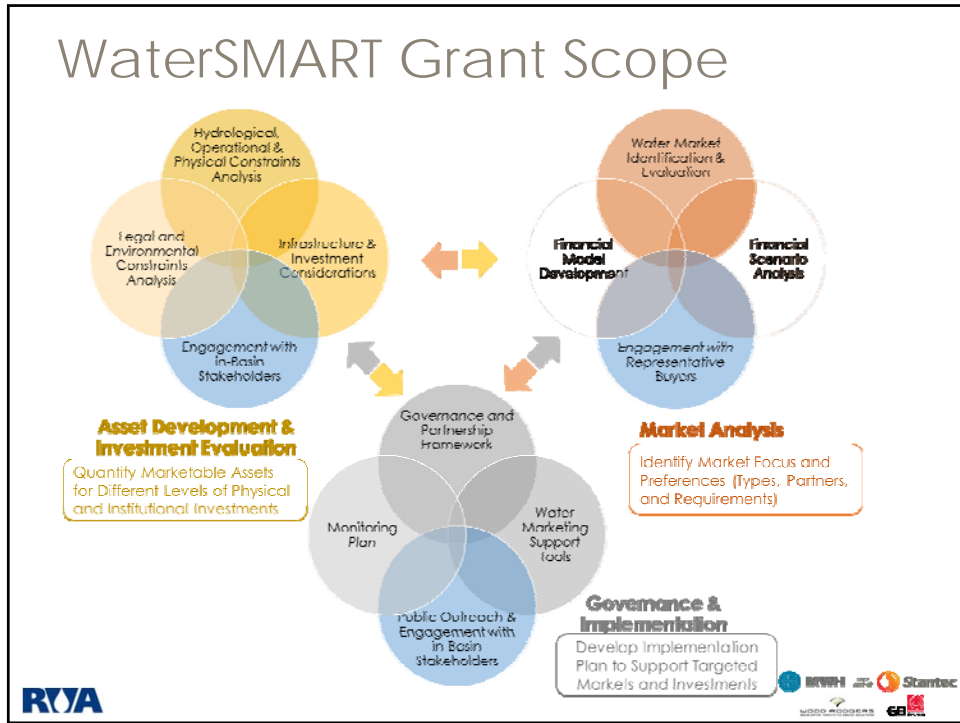 WaterSMART Grant Scope
Hydrological,
Operational &
Physical Constraints
Analysis
Legal and
Environmental
Constraints
Analysis
Infrastructure &
Investment
Considerations
Engagement with
in-Basin
Stakeholders
Water Market
Identification &
Evaluation
Financial
Model
Development
Financial
Scenario
Analysis
Engagement with
Representative
Buyers
Asset Development &
Investment Evaluation
Quantify Marketable Assets
for Different Levels of Physical
and Institutional Investments
Market Analysis
Identify Market Focus and
Preferences (Types, Partners,
and Requirements)
Governance and
Partnership
Framework
Monitoring
Plan
Water
Marketing
Support
Tools
Public Outreach &
Engagement with
in Basin
Stakeholders
Governance &
Implementation
Develop Implementation
Plan to Support Targeted
Markets and Investments
RWA
MWH
Stantec
WOOD RODGERS
GEI